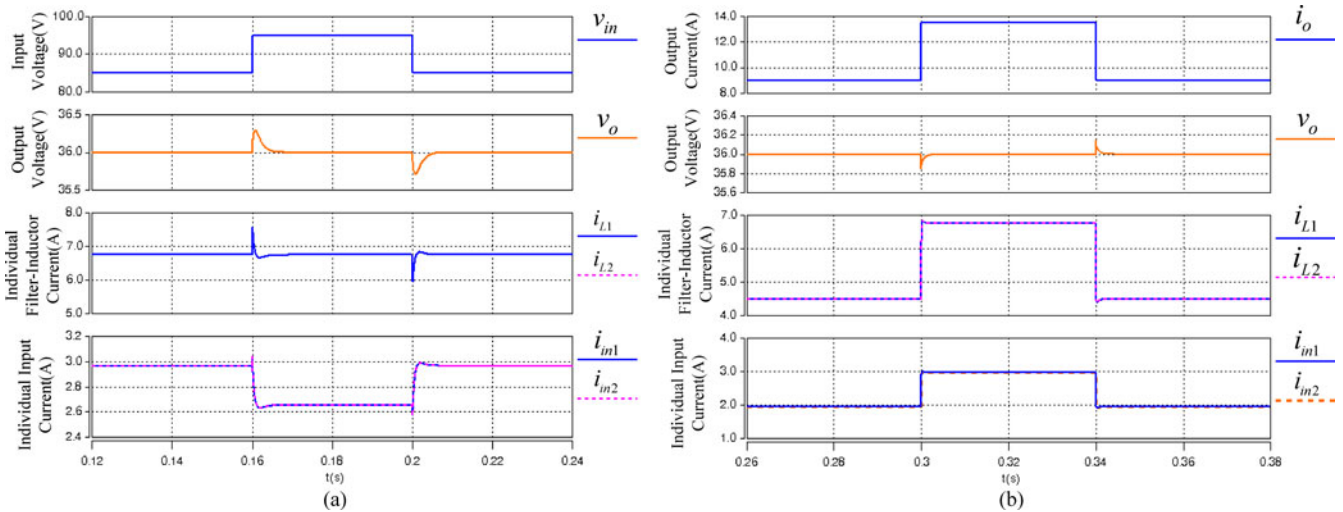 100.0
90.0
80.0
Input
Voltage(V)
v_in
36.5
36.0
35.5
Output
Voltage(V)
v_o
8.0
7.0
6.0
5.0
Individual
Filter-Inductor
Current(A)
i_L1
i_L2
3.2
3.0
2.8
2.6
2.4
Individual Input
Current(A)
i_in1
i_in2
0.12 0.14 0.16 0.18 0.2 0.22 0.24
t(s)
(a)
14.0
12.0
10.0
8.0
Output
Current(A)
i_o
36.4
36.2
36.0
35.8
35.6
Output
Voltage(V)
v_o
7.0
6.0
5.0
4.0
Individual
Filter-Inductor
Current(A)
i_L1
i_L2
4.0
3.0
2.0
1.0
Individual Input
Current(A)
i_in1
i_in2
0.26 0.28 0.3 0.32 0.34 0.36 0.38
t(s)
(b)